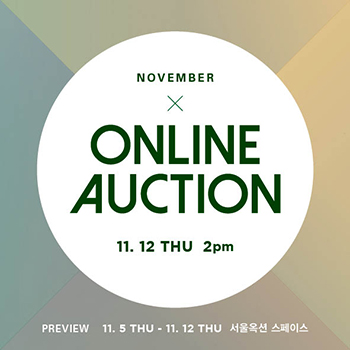 NOVEMBER
ONLINE
AUCTION
11. 12 THU 2pm
PREVIEW 11. 5 THU - 11. 12 THU 서울옥션 스페이스